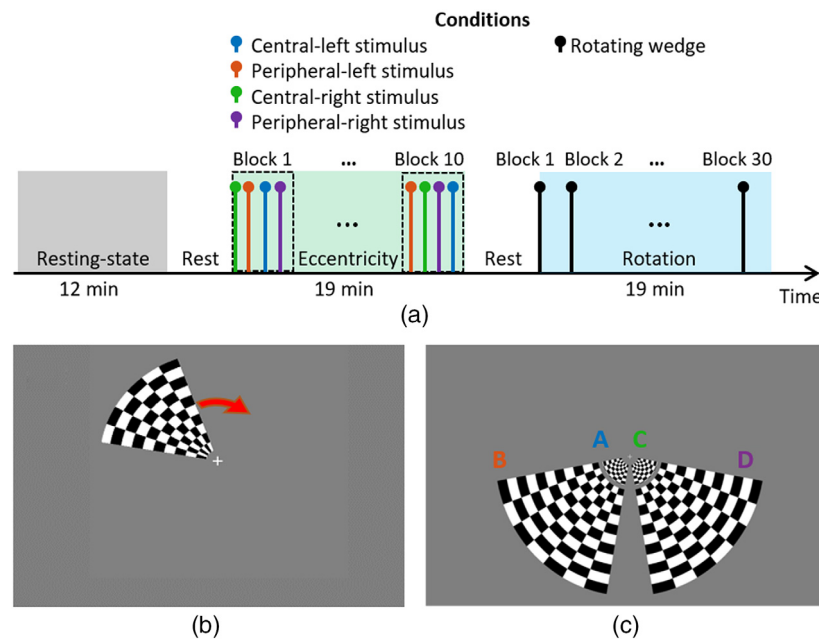 Conditions
Central-left stimulus
Rotating wedge
Peripheral-left stimulus
Central-right stimulus
Peripheral-right stimulus
Block 1 ... Block 10 Block 1 Block 2 ... Block 30
... ...
Resting-state Rest Eccentricity Rest Rotation
12 min 19 min 19 min Time
(a)
A C
B D
(b) (c)